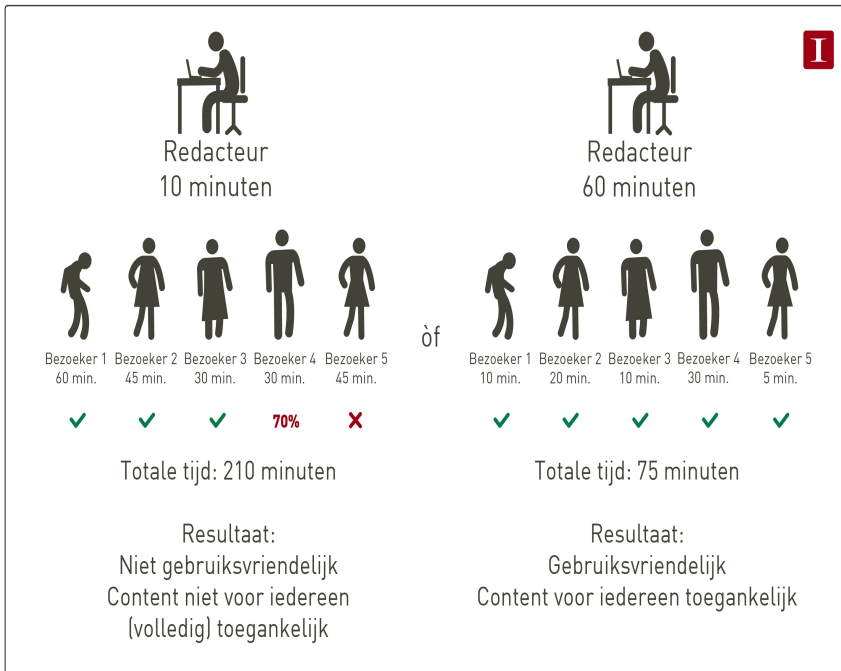 I
Redacteur
10 minuten
Bezoeker 1 Bezoeker 2 Bezoeker 3 Bezoeker 4 Bezoeker 5
60 min. 45 min. 30 min. 30 min. 45 min.
70%
Totale tijd: 210 minuten
Resultaat:
Niet gebruiksvriendelijk
Content niet voor iedereen
(volledig) toegankelijk
òf
Redacteur
60 minuten
Bezoeker 1 Bezoeker 2 Bezoeker 3 Bezoeker 4 Bezoeker 5
10 min. 20 min. 10 min. 30 min. 5 min.
Totale tijd: 75 minuten
Resultaat:
Gebruiksvriendelijk
Content voor iedereen toegankelijk